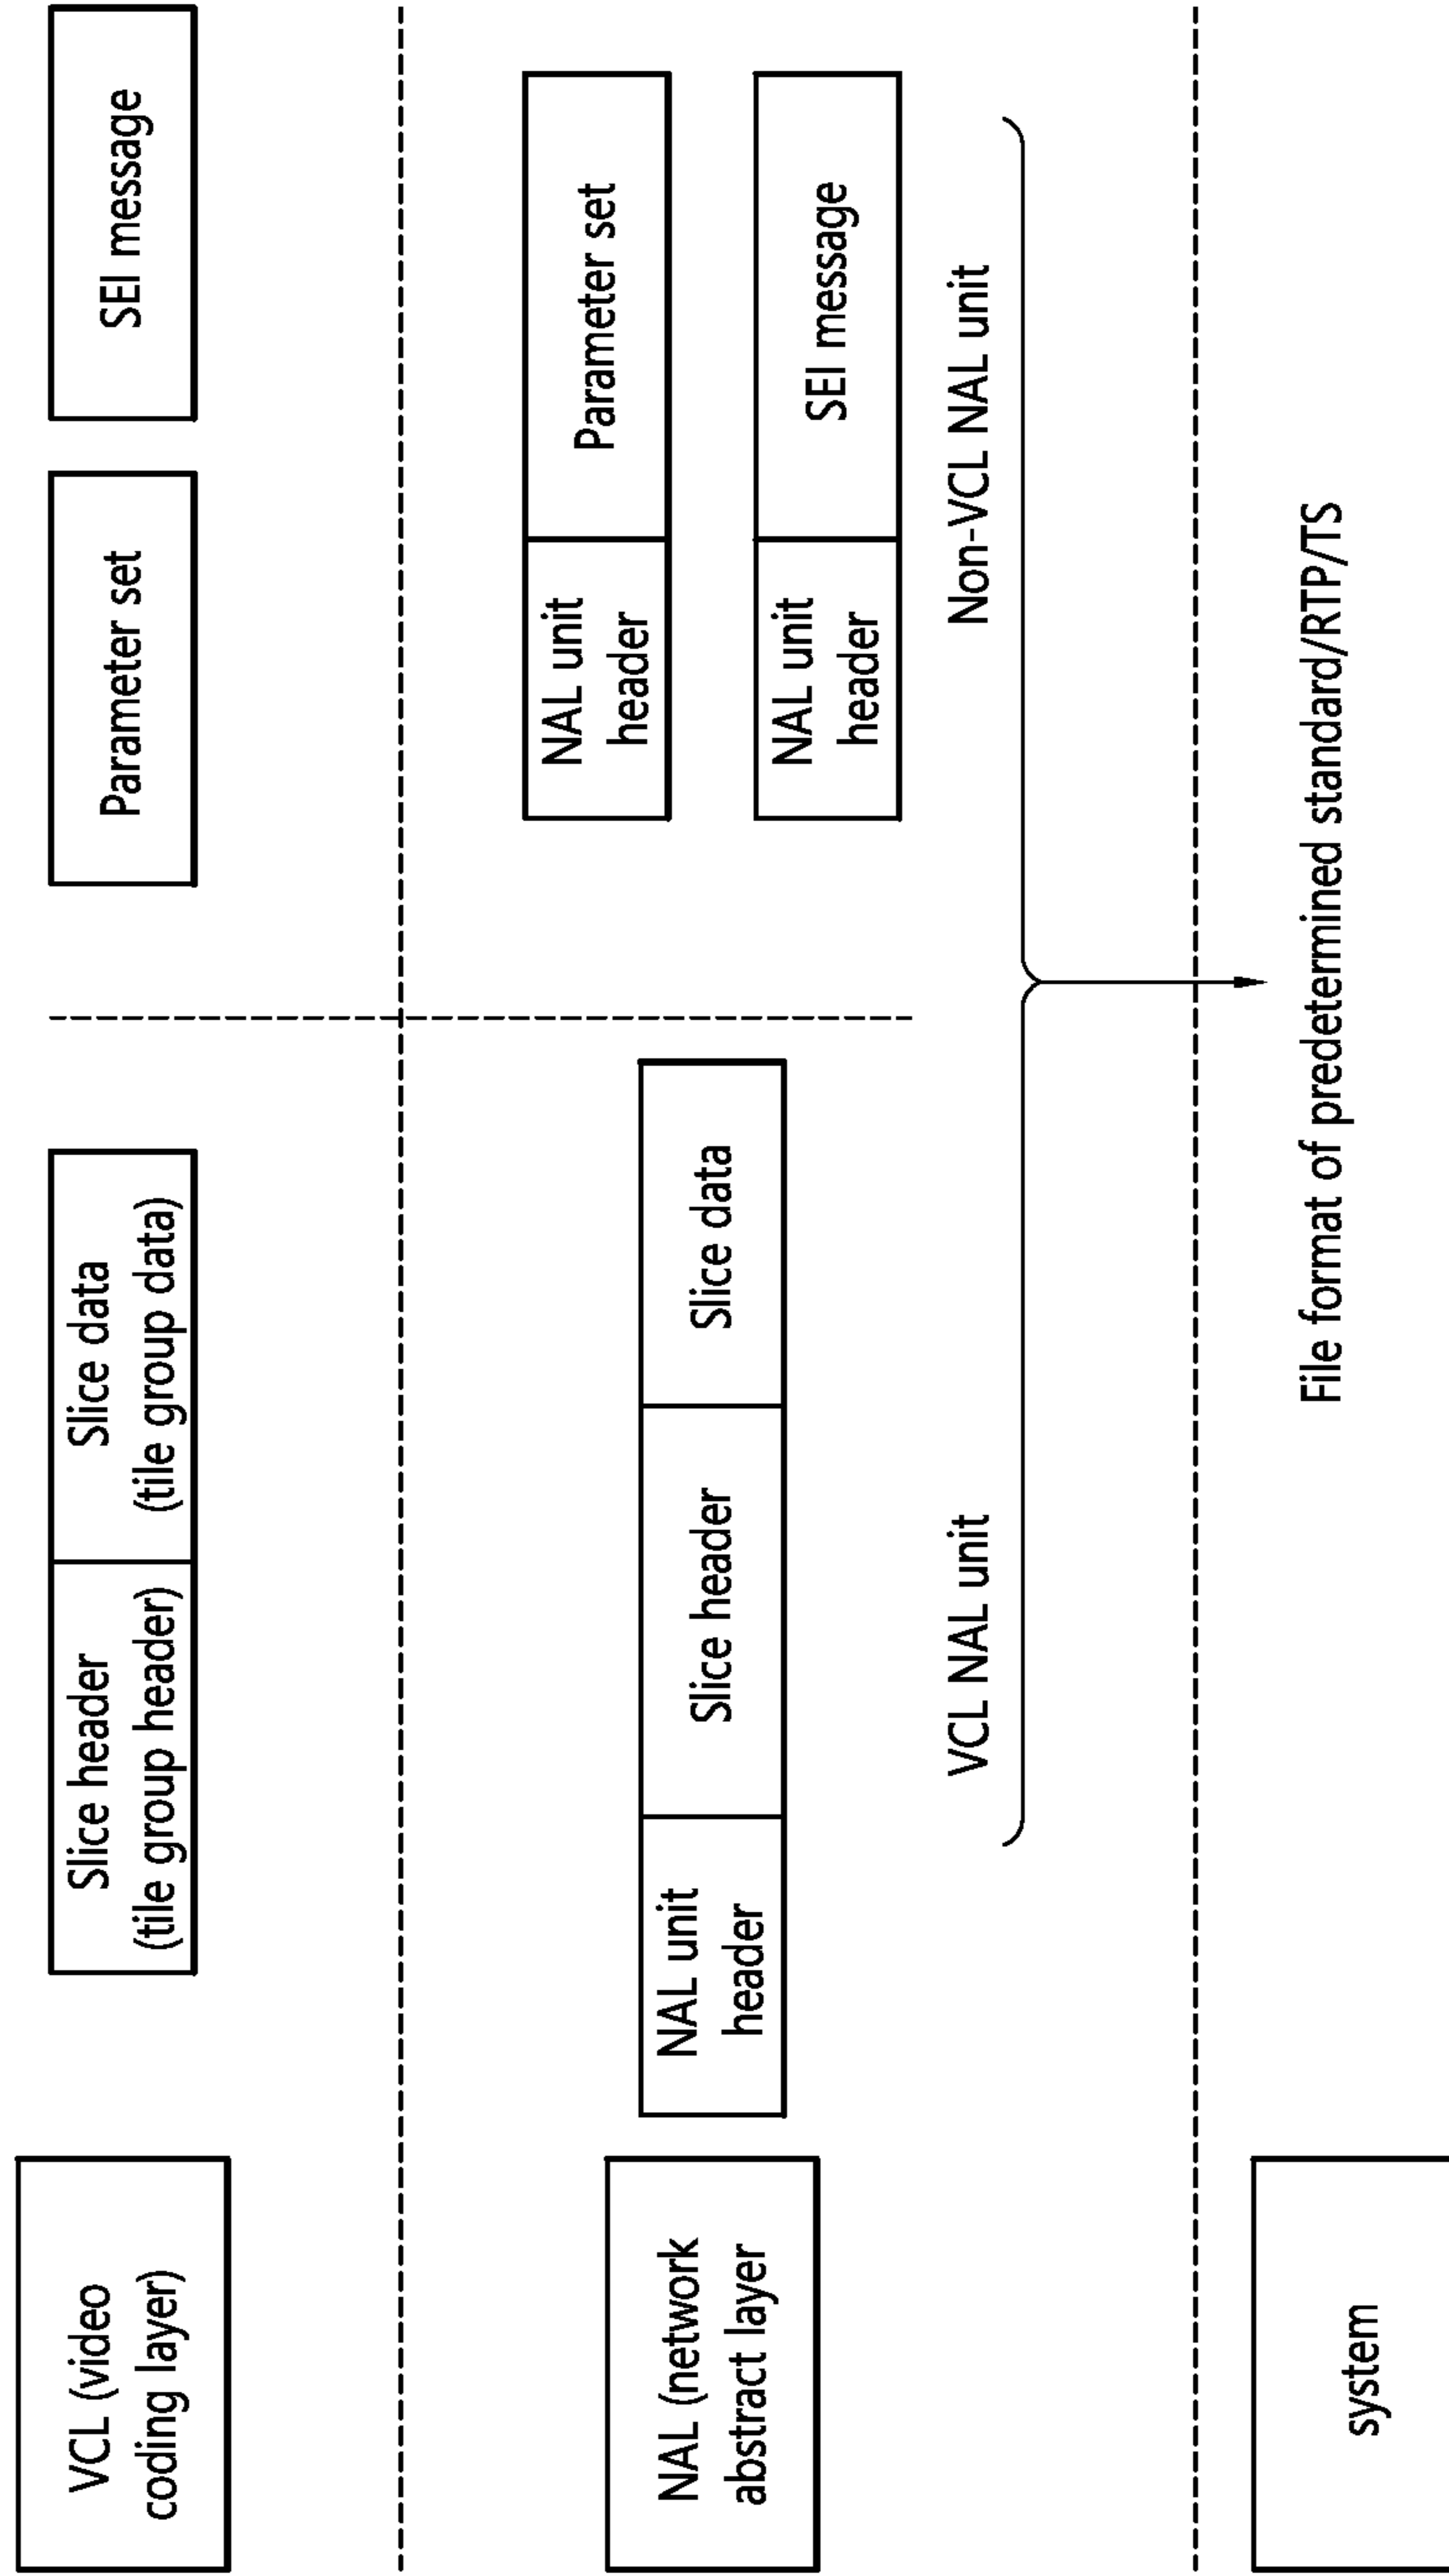 VCL (video
coding layer)
Slice header
(tile group header)
Slice data
(tile group data)
Parameter set
SEI message
NAL (network
abstract layer)
NAL unit
header
Slice header
Slice data
NAL unit
header
Parameter set
NAL unit
header
SEI message
VCL NAL unit
Non-VCL NAL unit
system
File format of predetermined standard/RTP/TS